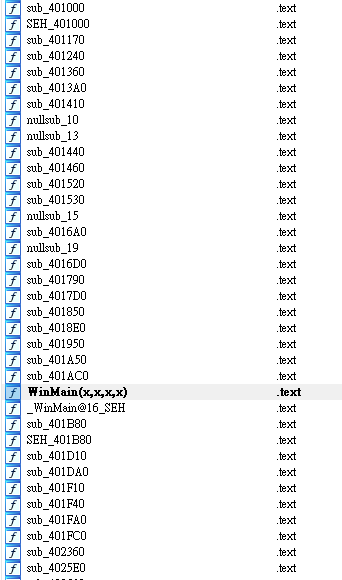 sub_401000 .text
SEH_401000 .text
sub_401170 .text
sub_401240 .text
sub_401360 .text
sub_4013A0 .text
sub_401410 .text
nullsub_10 .text
nullsub_13 .text
sub_401440 .text
sub_401460 .text
sub_401520 .text
sub_401530 .text
nullsub_15 .text
sub_4016A0 .text
nullsub_19 .text
sub_4016D0 .text
sub_401790 .text
sub_4017D0 .text
sub_401850 .text
sub_4018E0 .text
sub_401950 .text
sub_401A50 .text
sub_401AC0 .text
WinMain(x,x,x,x) .text
_WinMain@16_SEH .text
sub_401B80 .text
SEH_401B80 .text
sub_401D10 .text
sub_401DA0 .text
sub_401F10 .text
sub_401F40 .text
sub_401FA0 .text
sub_401FC0 .text
sub_402360 .text
sub_4025E0 .text